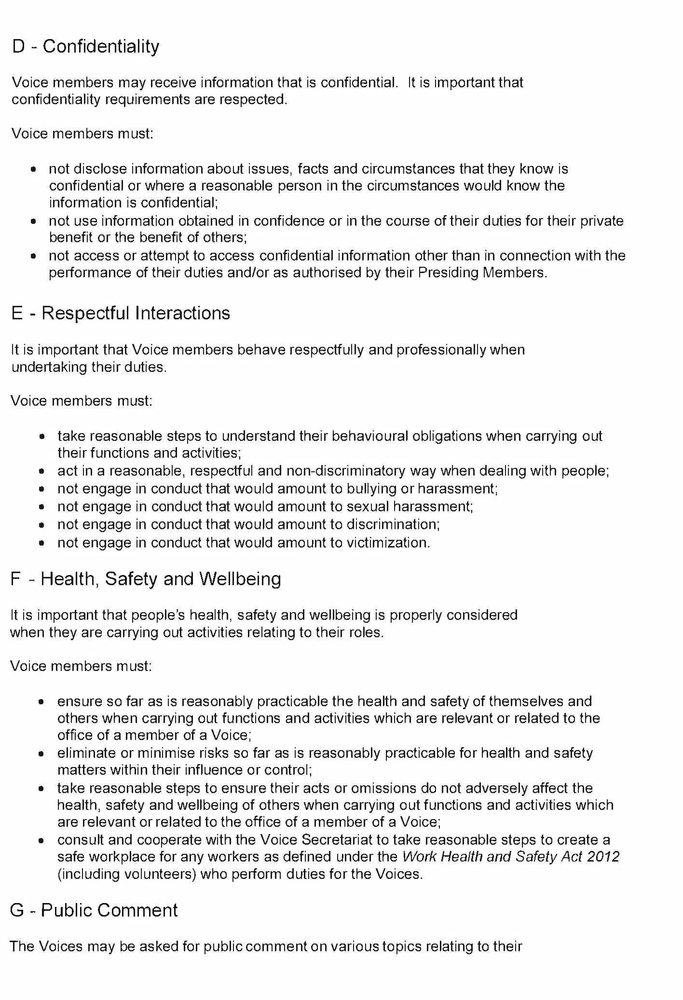 D - Confidentiality
Voice members may receive information that is confidential. It is important that
confidentiality requirements are respected.
Voice members must:
• not disclose information about issues, facts and circumstances that they know is
confidential or where a reasonable person in the circumstances would know the
information is confidential;
• not use information obtained in confidence or in the course of their duties for their private
benefit or the benefit of others;
• not access or attempt to access confidential information other than in connection with the
performance of their duties and/or as authorised by their Presiding Members.
E - Respectful Interactions
It is important that Voice members behave respectfully and professionally when
undertaking their duties.
Voice members must:
• take reasonable steps to understand their behavioural obligations when carrying out
their functions and activities;
• act in a reasonable, respectful and non-discriminatory way when dealing with people;
• not engage in conduct that would amount to bullying or harassment;
• not engage in conduct that would amount to sexual harassment;
• not engage in conduct that would amount to discrimination;
• not engage in conduct that would amount to victimization.
F - Health, Safety and Wellbeing
It is important that people's health, safety and wellbeing is properly considered
when they are carrying out activities relating to their roles.
Voice members must:
• ensure so far as is reasonably practicable the health and safety of themselves and
others when carrying out functions and activities which are relevant or related to the
office of a member of a Voice;
• eliminate or minimise risks so far as is reasonably practicable for health and safety
matters within their influence or control;
• take reasonable steps to ensure their acts or omissions do not adversely affect the
health, safety and wellbeing of others when carrying out functions and activities which
are relevant or related to the office of a member of a Voice;
• consult and cooperate with the Voice Secretariat to take reasonable steps to create a
safe workplace for any workers as defined under the Work Health and Safety Act 2012
(including volunteers) who perform duties for the Voices.
G - Public Comment
The Voices may be asked for public comment on various topics relating to their